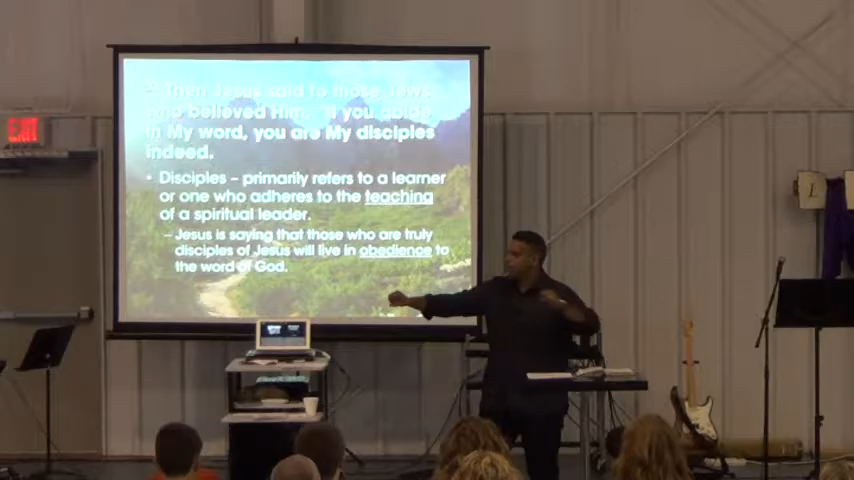 32 Then Jesus said to those Jews
who believed Him, "If you abide
in My word, you are My disciples
indeed.
• Disciples – primarily refers to a learner
or one who adheres to the teaching
of a spiritual leader.
– Jesus is saying that those who are truly
disciples of Jesus will live in obedience to
the word of God.
EXIT
L